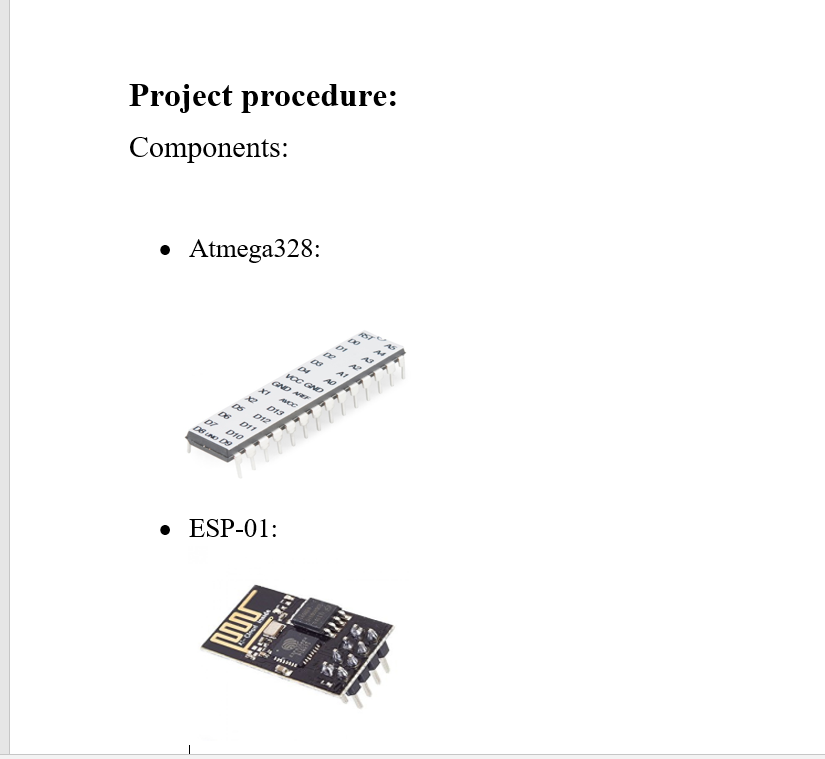 Project procedure:
Components:
• Atmega328:
RST
D0 A5
D1 A4
D2 A3
D3 A2
D4 A1
VCC GND A0
GND AREF
X1 AVCC
X2 D13
D5 D12
D6 D11
D7 D10
D8 GND D9
• ESP-01: